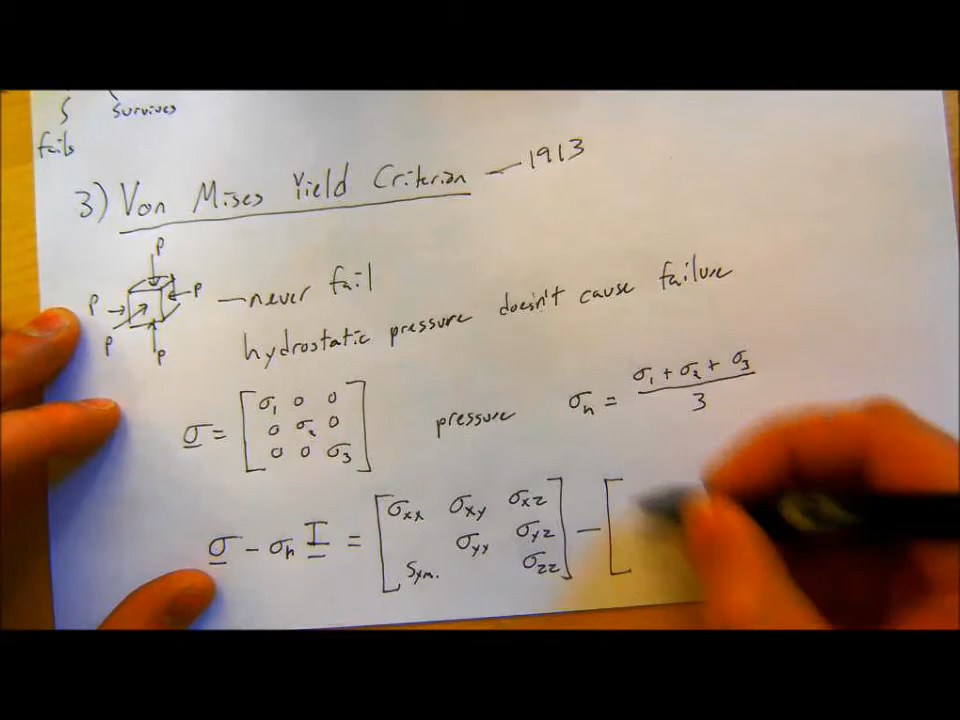 survives
fails
3) Von Mises Yield Criterion — 1913
P
P P — never fail
P P
hydrostatic pressure doesn't cause failure
σ = [σ₁ 0 0
0 σ₂ 0
0 0 σ₃] pressure σₕ = (σ₁ + σ₂ + σ₃) / 3
σ - σₕ I = [σxx σxy σxz
σyy σyz
Sym. σzz] - [